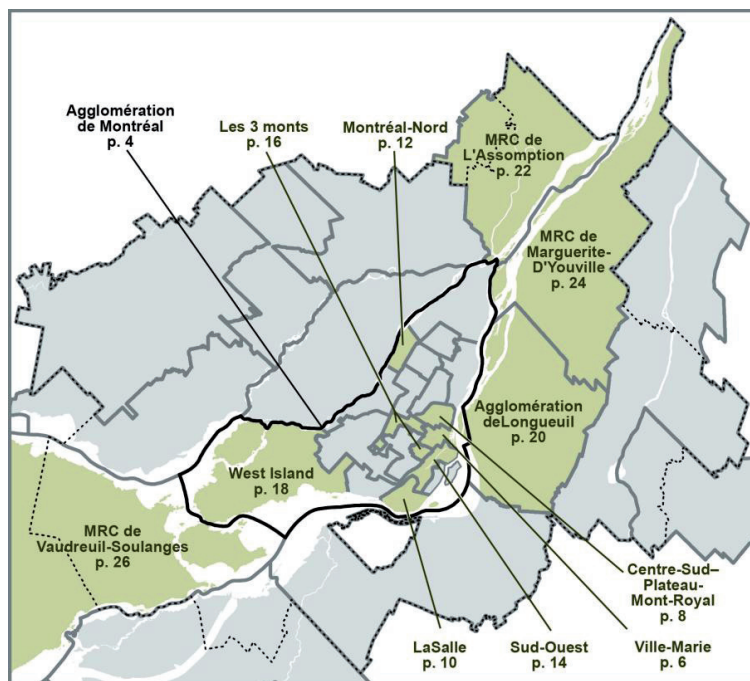 Agglomération
de Montréal
p. 4
Les 3 monts
p. 16
Montréal-Nord
p. 12
MRC de
L'Assomption
p. 22
MRC de
Marguerite-
D'Youville
p. 24
Agglomération
deLongueuil
p. 20
West Island
p. 18
MRC de
Vaudreuil-Soulanges
p. 26
Centre-Sud–
Plateau-
Mont-Royal
p. 8
LaSalle
p. 10
Sud-Ouest
p. 14
Ville-Marie
p. 6